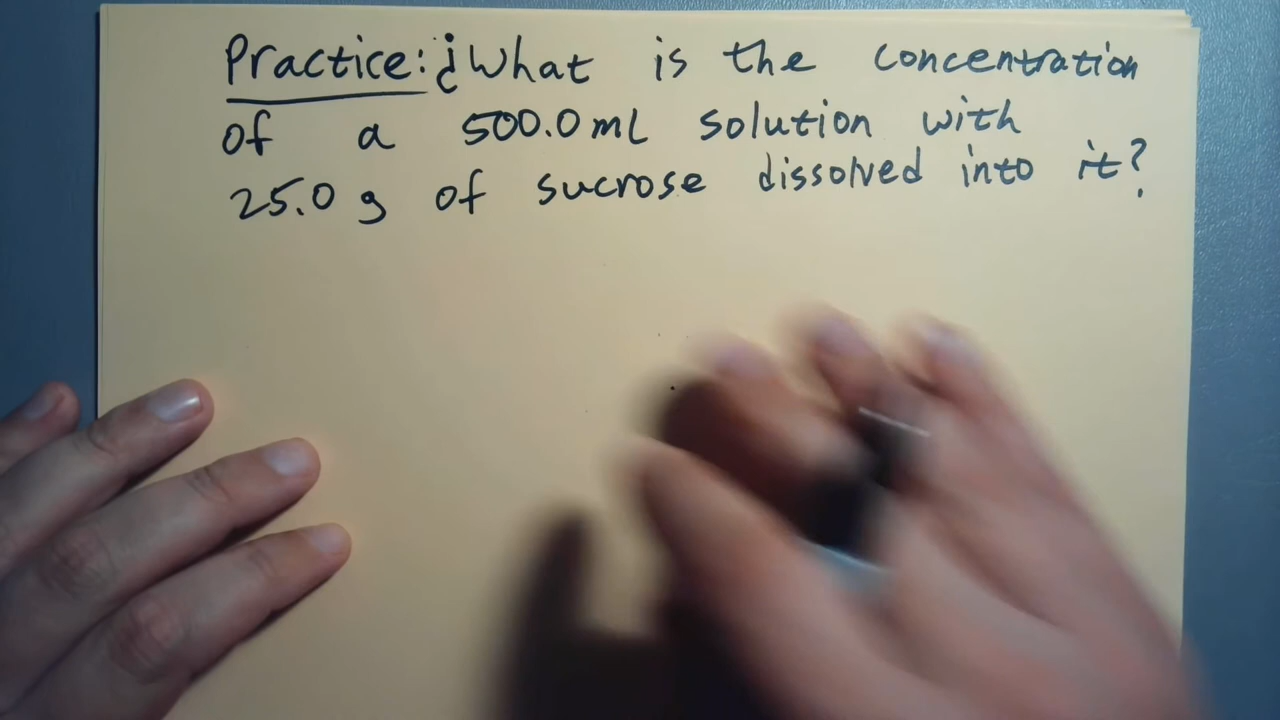 Practice: ¿What is the concentration
of a 500.0 mL solution with
25.0 g of sucrose dissolved into it?